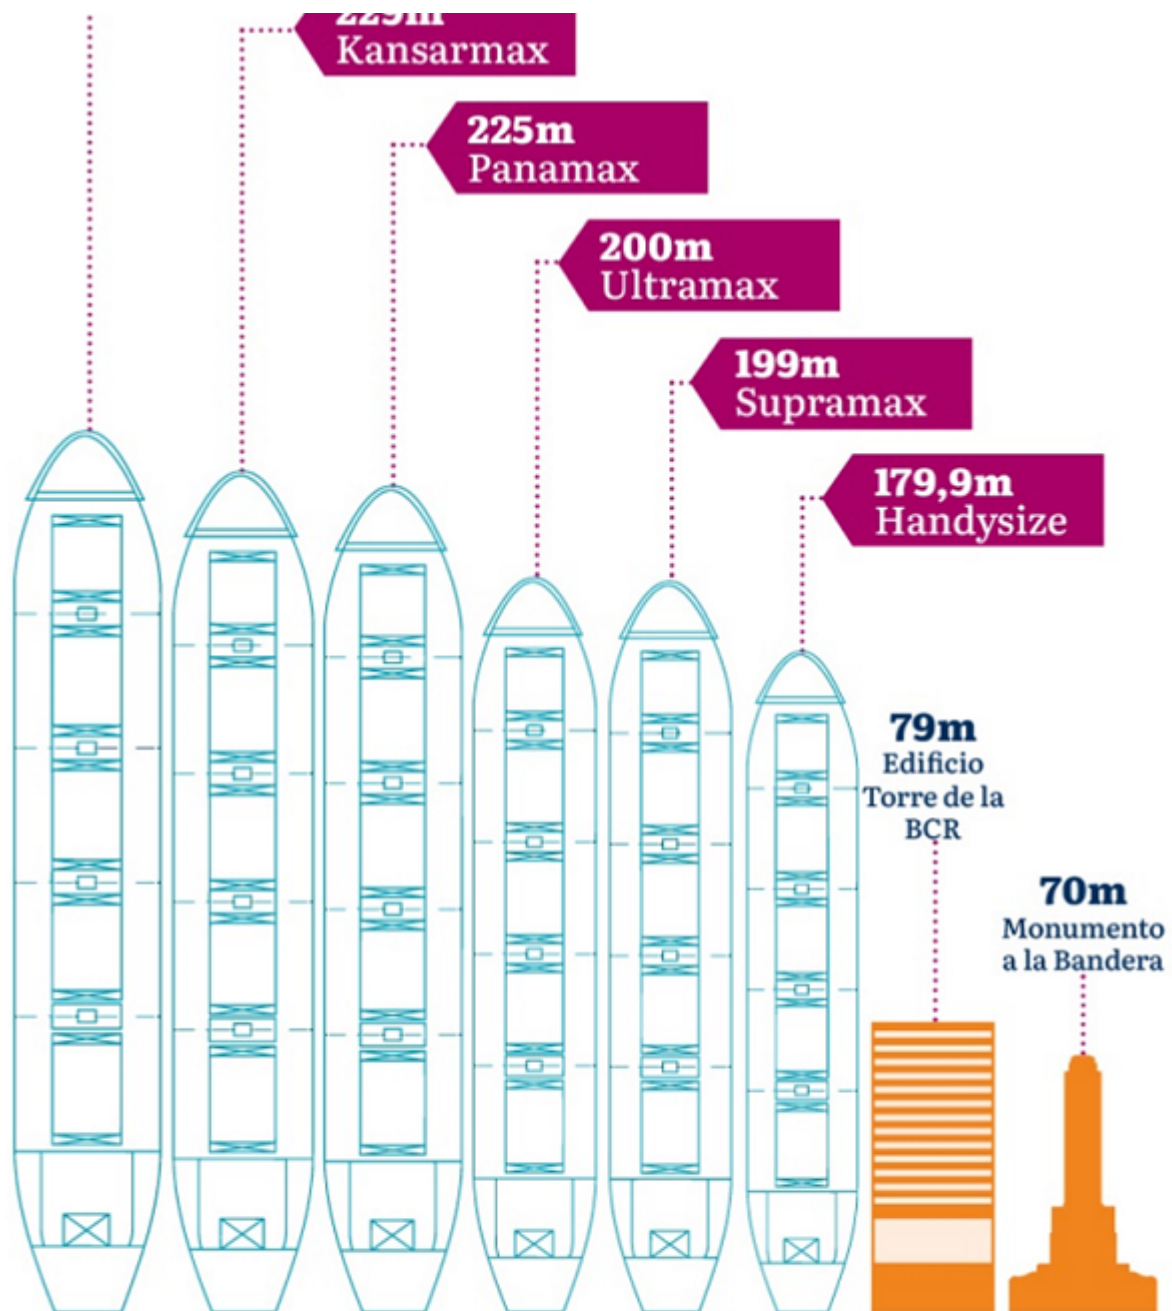 229m
Kansarmax
225m
Panamax
200m
Ultramax
199m
Supramax
179,9m
Handysize
79m
Edificio
Torre de la
BCR
70m
Monumento
a la Bandera